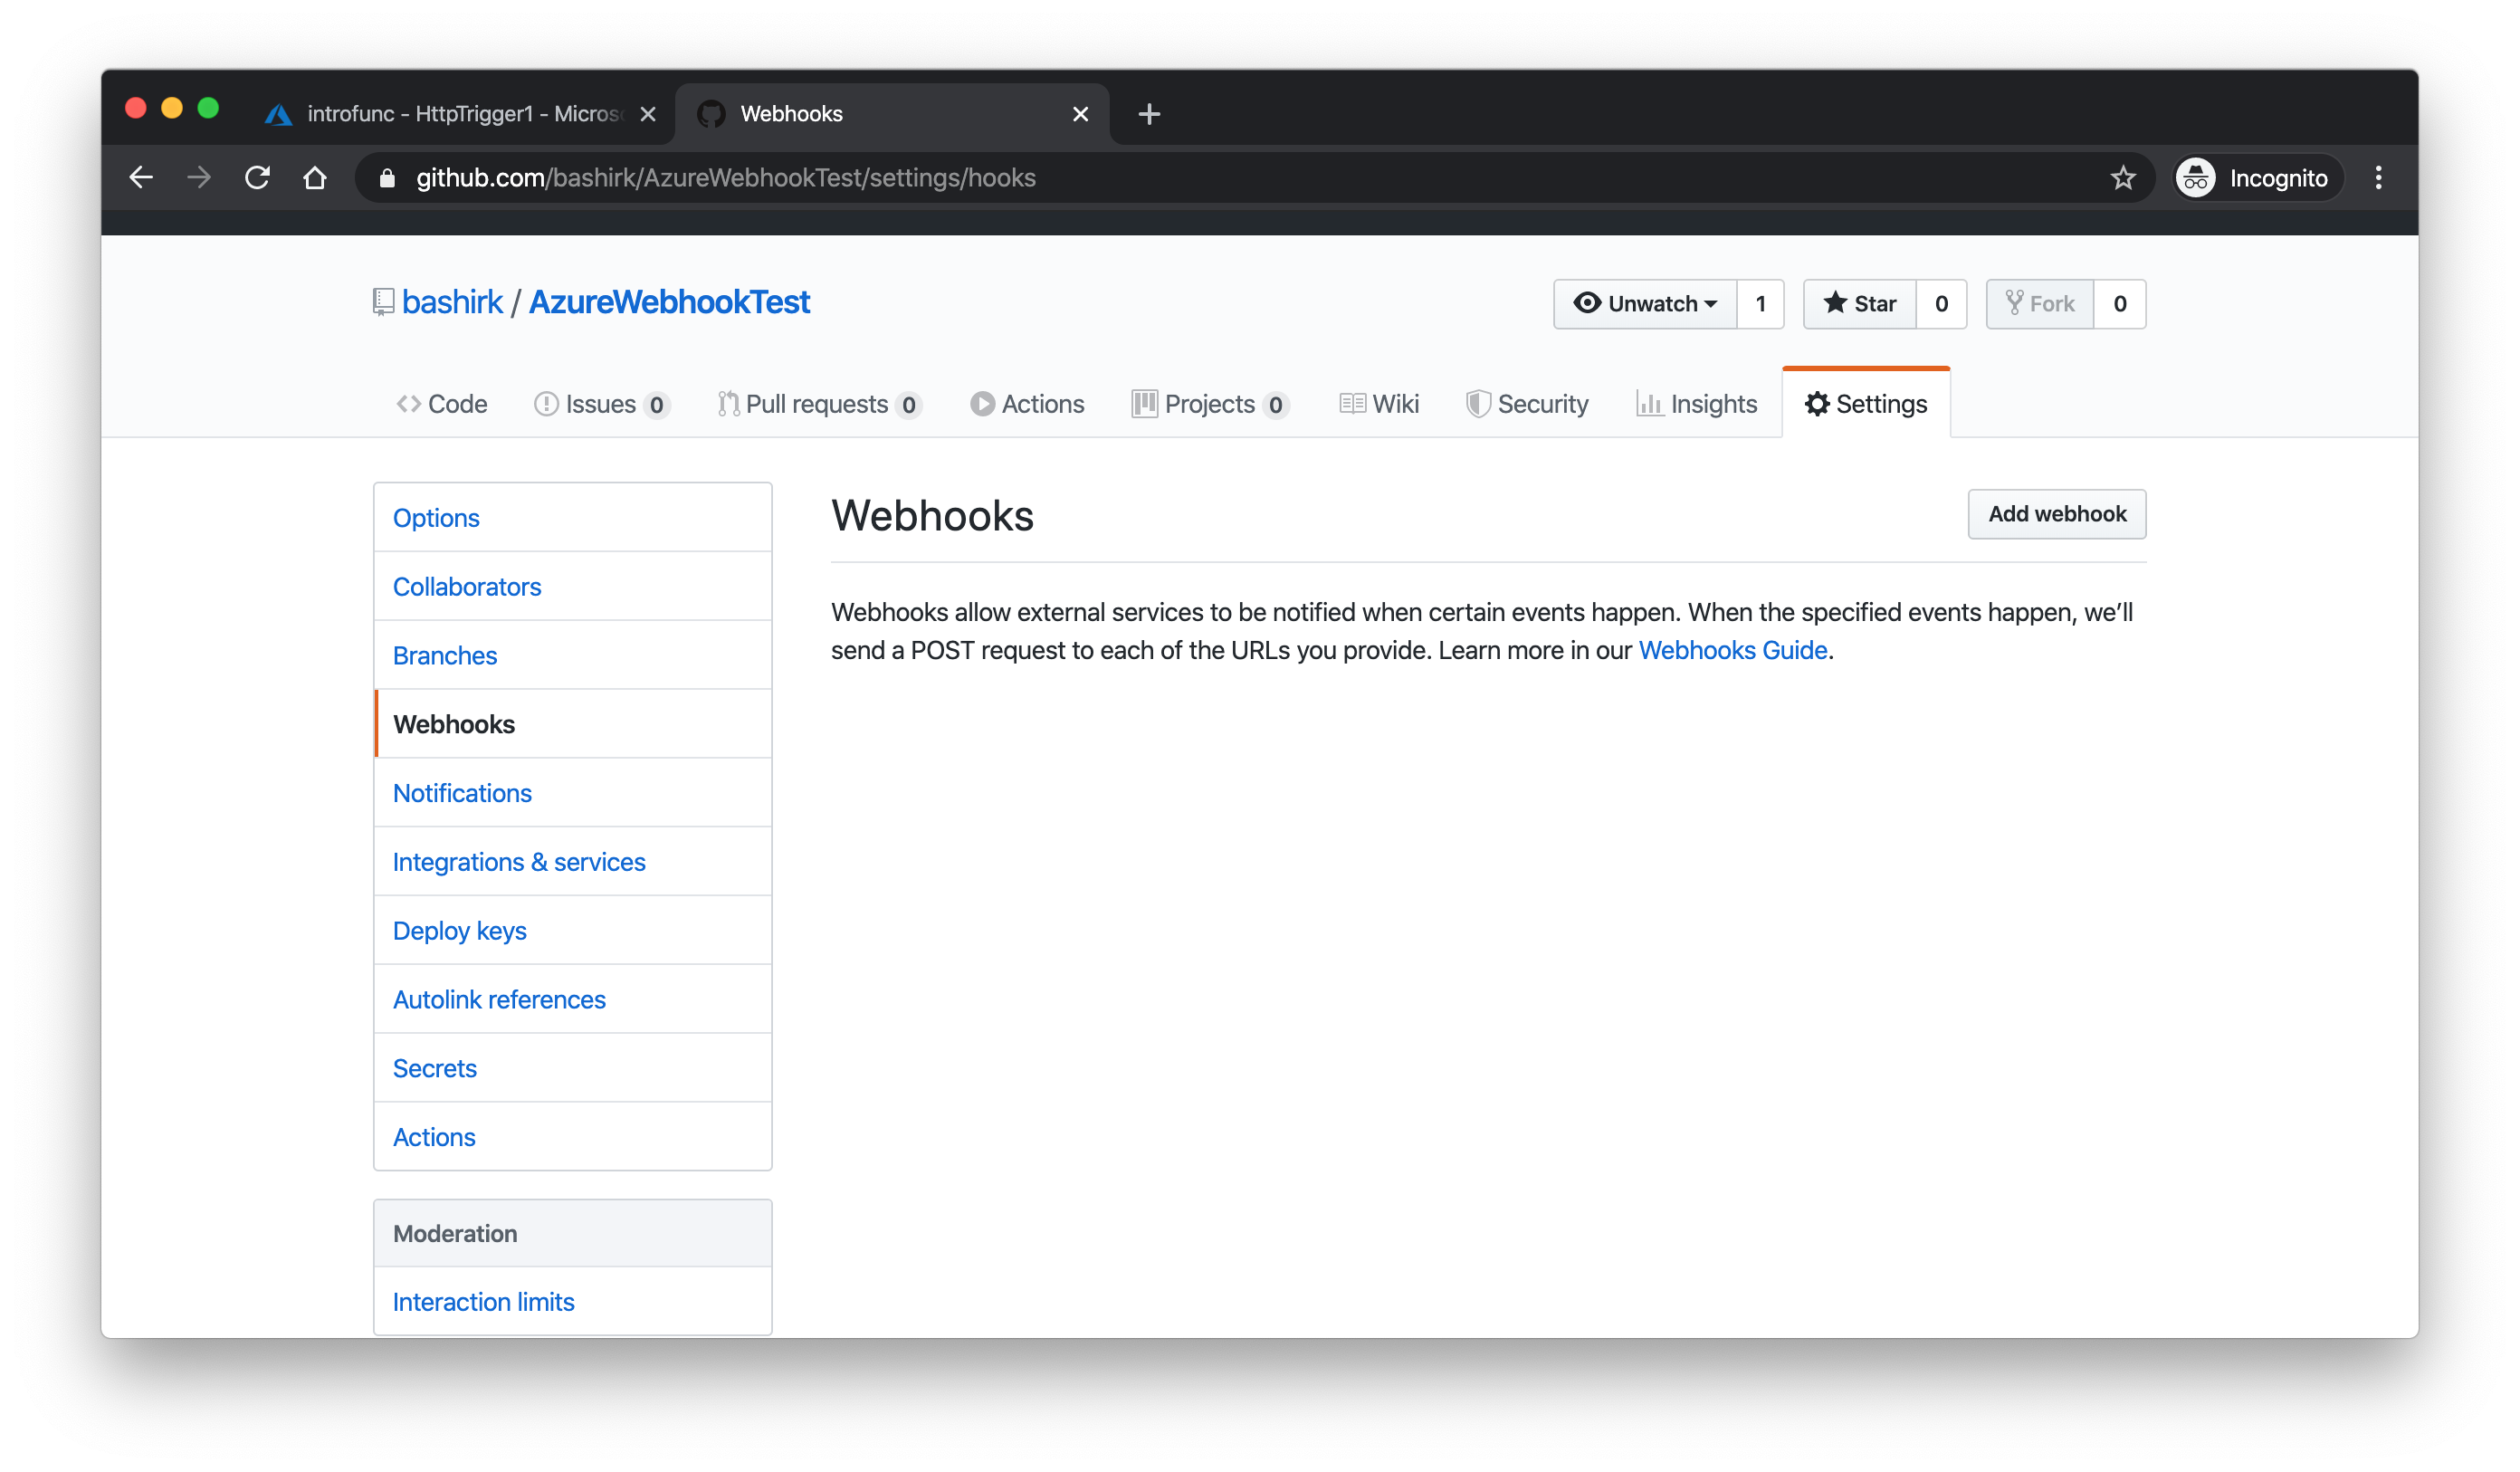 introfunc - HttpTrigger1 - Micros
Webhooks
github.com/bashirk/AzureWebhookTest/settings/hooks
Incognito
bashirk / AzureWebhookTest
Unwatch 1
Star 0
Fork 0
Code
Issues 0
Pull requests 0
Actions
Projects 0
Wiki
Security
Insights
Settings
Options
Collaborators
Branches
Webhooks
Notifications
Integrations & services
Deploy keys
Autolink references
Secrets
Actions
Moderation
Interaction limits
Webhooks
Add webhook
Webhooks allow external services to be notified when certain events happen. When the specified events happen, we’ll
send a POST request to each of the URLs you provide. Learn more in our Webhooks Guide.